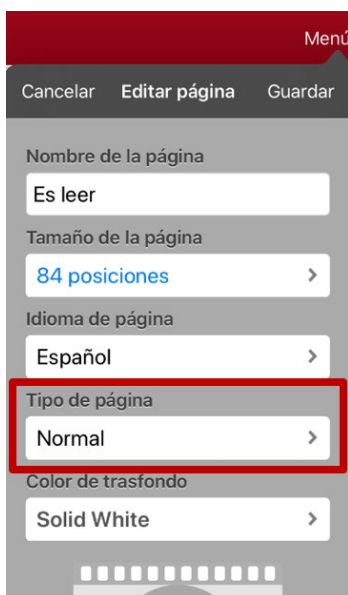 Menú
Cancelar Editar página Guardar
Nombre de la página
Es leer
Tamaño de la página
84 posiciones
Idioma de página
Español
Tipo de página
Normal
Color de trasfondo
Solid White